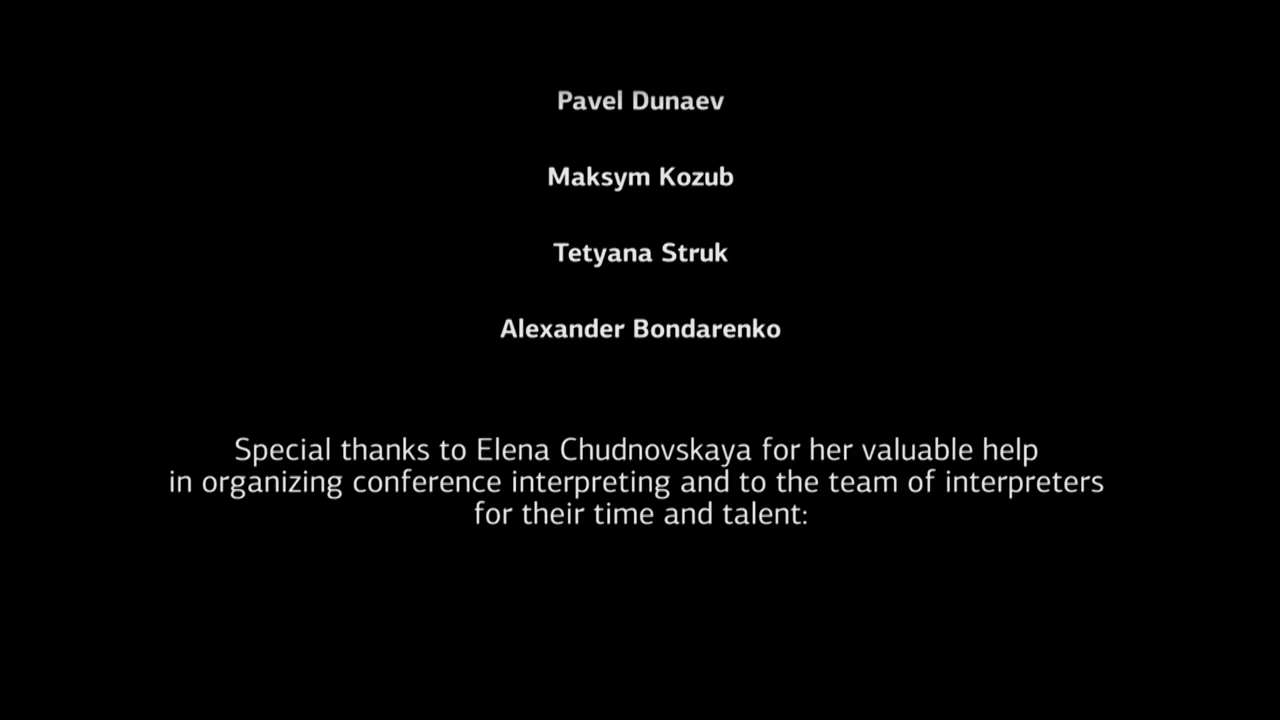 Pavel Dunaev
Maksym Kozub
Tetyana Struk
Alexander Bondarenko
Special thanks to Elena Chudnovskaya for her valuable help
in organizing conference interpreting and to the team of interpreters
for their time and talent: